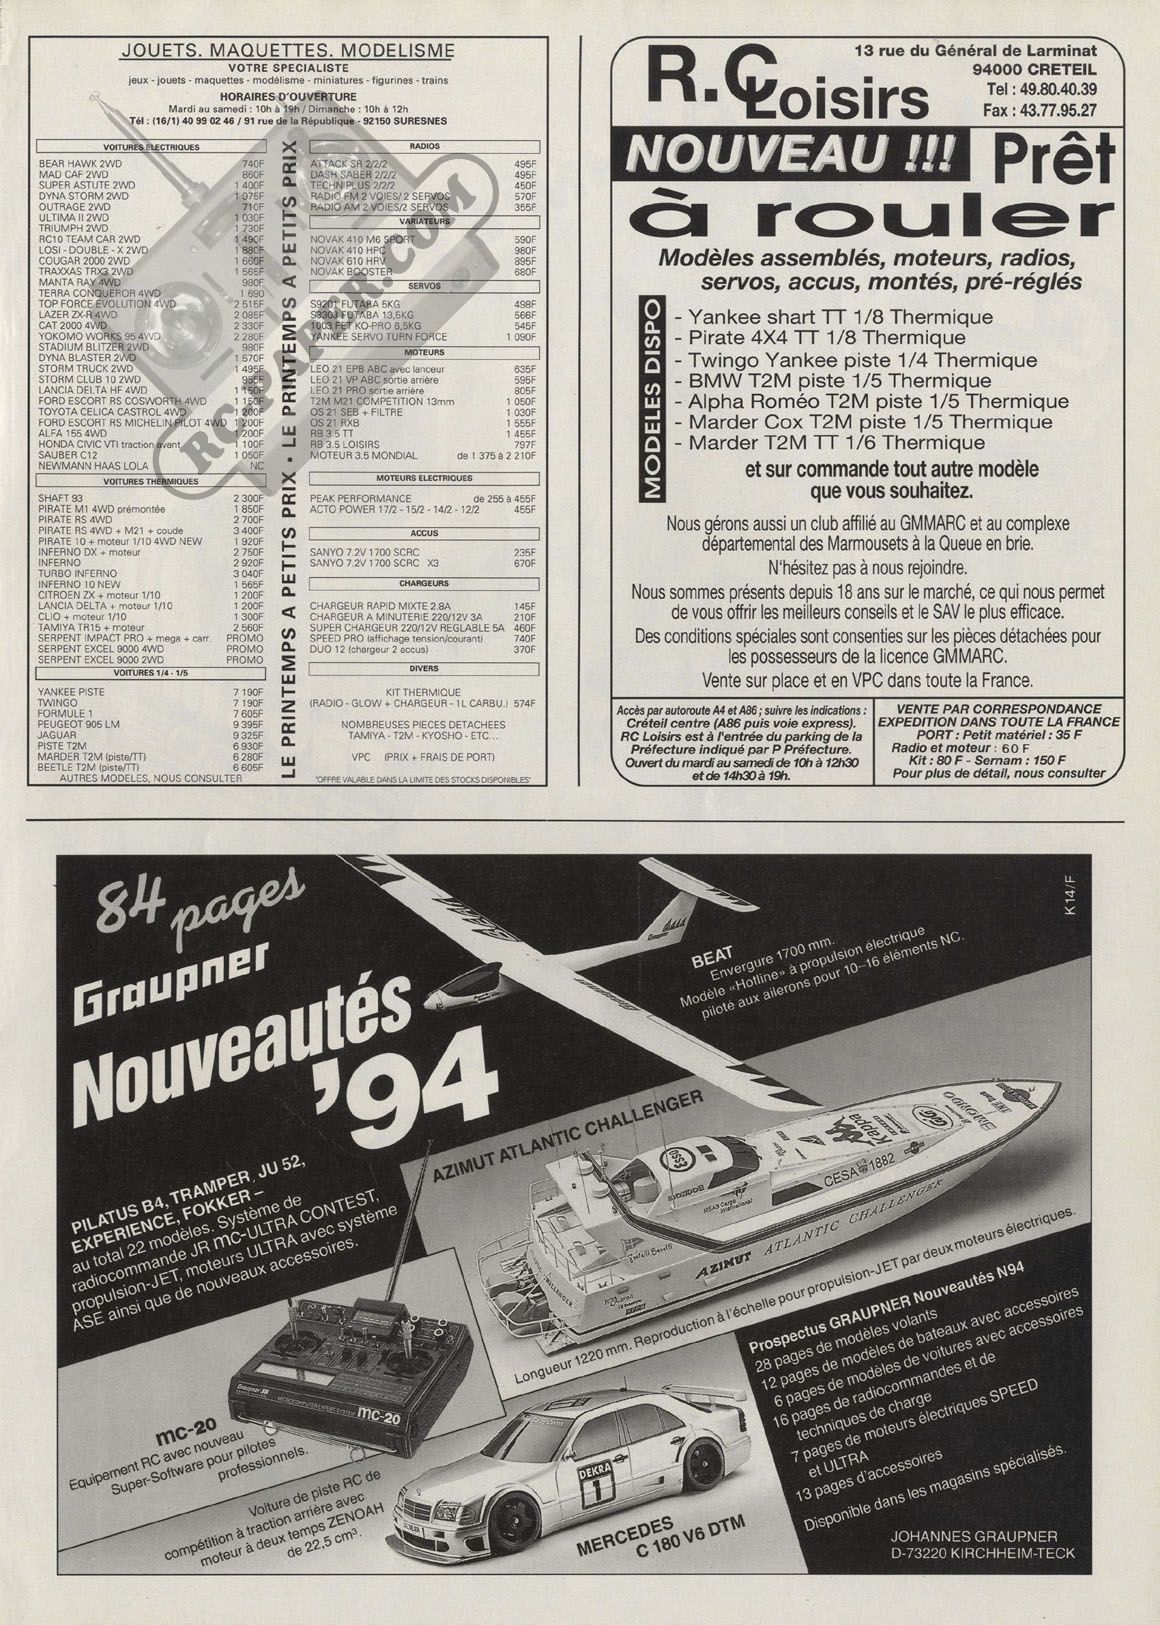 JOUETS. MAQUETTES. MODELISME
VOTRE SPECIALISTE
jeux - jouets - maquettes - modélisme - miniatures - figurines - trains
HORAIRES D'OUVERTURE
Mardi au samedi : 10h à 19h / Dimanche : 10h à 12h
Tél : (16/1) 40 99 02 46 / 91 rue de la République - 92150 SURESNES
VOITURES ELECTRIQUES
BEAR HAWK 2WD 740F
MAD CAF 2WD 860F
SUPER ASTUTE 2WD 1 400F
DYNA STORM 2WD 1 975F
OUTRAGE 2WD 710F
ULTIMA II 2WD 1 030F
TRIUMPH 2WD 1 730F
RC10 TEAM CAR 2WD 1 490F
LOSI - DOUBLE - X 2WD 1 880F
COUGAR 2000 2WD 1 660F
TRAXXAS TRX3 2WD 1 565F
MANTA RAY 4WD 980F
TERRA CONQUEROR 4WD 1 690
TOP FORCE EVOLUTION 4WD 2 515F
LAZER ZX-R 4WD 2 085F
CAT 2000 4WD 2 330F
YOKOMO WORKS 95 4WD 2 280F
STADIUM BLITZER 2WD 980F
DYNA BLASTER 2WD 1 570F
STORM TRUCK 2WD 1 495F
STORM CLUB 10 2WD 955F
LANCIA DELTA HF 4WD 1 150F
FORD ESCORT RS COSWORTH 4WD 1 150F
TOYOTA CELICA CASTROL 4WD 1 200F
FORD ESCORT RS MICHELIN PILOT 4WD 1 200F
ALFA 155 4WD 1 200F
HONDA CIVIC VTI traction avant 1 100F
SAUBER C12 1 050F
NEWMANN HAAS LOLA NC
VOITURES THERMIQUES
SHAFT 93 2 300F
PIRATE M1 4WD prémontée 1 850F
PIRATE RS 4WD 2 700F
PIRATE RS 4WD + M21 + coude 3 400F
PIRATE 10 + moteur 1/10 4WD NEW 1 920F
INFERNO DX + moteur 2 750F
INFERNO 2 920F
TURBO INFERNO 3 040F
INFERNO 10 NEW 1 565F
CITROEN ZX + moteur 1/10 1 200F
LANCIA DELTA + moteur 1/10 1 200F
CLIO + moteur 1/10 1 300F
TAMIYA TR15 + moteur 2 560F
SERPENT IMPACT PRO + mega + carr. PROMO
SERPENT EXCEL 9000 4WD PROMO
SERPENT EXCEL 9000 2WD PROMO
VOITURES 1/4 - 1/5
YANKEE PISTE 7 190F
TWINGO 7 190F
FORMULE 1 7 605F
PEUGEOT 905 LM 9 395F
JAGUAR 9 325F
PISTE T2M 6 930F
MARDER T2M (piste/TT) 6 280F
BEETLE T2M (piste/TT) 6 605F
AUTRES MODELES, NOUS CONSULTER
LE PRINTEMPS A PETITS PRIX • LE PRINTEMPS A PETITS PRIX
RADIOS
ATTACK SR 2/2/2 495F
DASH SABER 2/2/2 495F
TECHNIPLUS 2/2/2 450F
RADIO FM 2 VOIES/ 2 SERVOS 570F
RADIO AM 2 VOIES/ 2 SERVOS 355F
VARIATEURS
NOVAK 410 M6 SPORT 590F
NOVAK 410 HPC 980F
NOVAK 610 HRV 895F
NOVAK BOOSTER 680F
SERVOS
S9201 FUTABA 5KG 498F
S9303 FUTABA 13,5KG 566F
1003 FET KO-PRO 6,5KG 545F
YANKEE SERVO TURN FORCE 1 090F
MOTEURS
LEO 21 EPB ABC avec lanceur 635F
LEO 21 VP ABC sortie arrière 595F
LEO 21 PRO sortie arrière 805F
T2M M21 COMPETITION 13mm 1 050F
OS 21 SEB + FILTRE 1 030F
OS 21 RXB 1 555F
RB 3.5 TT 1 455F
RB 3.5 LOISIRS 797F
MOTEUR 3.5 MONDIAL de 1 375 à 2 210F
MOTEURS ELECTRIQUES
PEAK PERFORMANCE de 255 à 455F
ACTO POWER 17/2 - 15/2 - 14/2 - 12/2 455F
ACCUS
SANYO 7.2V 1700 SCRC 235F
SANYO 7.2V 1700 SCRC X3 670F
CHARGEURS
CHARGEUR RAPID MIXTE 2.8A 145F
CHARGEUR A MINUTERIE 220/12V 3A 210F
SUPER CHARGEUR 220/12V REGLABLE 5A 460F
SPEED PRO (affichage tension/courant) 740F
DUO 12 (chargeur 2 accus) 370F
DIVERS
KIT THERMIQUE
(RADIO - GLOW + CHARGEUR - 1L CARBU.) 574F
NOMBREUSES PIECES DETACHEES
TAMIYA - T2M - KYOSHO - ETC...
VPC (PRIX + FRAIS DE PORT)
"OFFRE VALABLE DANS LA LIMITE DES STOCKS DISPONIBLES"
RC-PAPER.COM
R.C Loisirs
13 rue du Général de Larminat
94000 CRETEIL
Tel : 49.80.40.39
Fax : 43.77.95.27
NOUVEAU !!! Prêt
à rouler
Modèles assemblés, moteurs, radios,
servos, accus, montés, pré-réglés
MODELES DISPO
- Yankee shart TT 1/8 Thermique
- Pirate 4X4 TT 1/8 Thermique
- Twingo Yankee piste 1/4 Thermique
- BMW T2M piste 1/5 Thermique
- Alpha Roméo T2M piste 1/5 Thermique
- Marder Cox T2M piste 1/5 Thermique
- Marder T2M TT 1/6 Thermique
et sur commande tout autre modèle
que vous souhaitez.
Nous gérons aussi un club affilié au GMMARC et au complexe
départemental des Marmousets à la Queue en brie.
N'hésitez pas à nous rejoindre.
Nous sommes présents depuis 18 ans sur le marché, ce qui nous permet
de vous offrir les meilleurs conseils et le SAV le plus efficace.
Des conditions spéciales sont consenties sur les pièces détachées pour
les possesseurs de la licence GMMARC.
Vente sur place et en VPC dans toute la France.
Accès par autoroute A4 et A86 ; suivre les indications :
Créteil centre (A86 puis voie express).
RC Loisirs est à l'entrée du parking de la
Préfecture indiqué par P Préfecture.
Ouvert du mardi au samedi de 10h à 12h30
et de 14h30 à 19h.
VENTE PAR CORRESPONDANCE
EXPEDITION DANS TOUTE LA FRANCE
PORT : Petit matériel : 35 F
Radio et moteur : 60 F
Kit : 80 F - Sernam : 150 F
Pour plus de détail, nous consulter
84 pages
Graupner
Nouveautés
'94
K14/F
BEAT
Envergure 1700 mm.
Modèle «Hotline» à propulsion électrique
piloté aux ailerons pour 10–16 éléments NC.
PILATUS B4, TRAMPER, JU 52,
EXPERIENCE, FOKKER –
au total 22 modèles. Système de
radiocommande JR mc-ULTRA CONTEST,
propulsion-JET, moteurs ULTRA avec système
ASE ainsi que de nouveaux accessoires.
AZIMUT ATLANTIC CHALLENGER
Esso
Kappa
GiG
CESA 1882
AZIMUT ATLANTIC CHALLENGER
Longueur 1220 mm. Reproduction à l'échelle pour propulsion-JET par deux moteurs électriques.
Graupner JR
MICROCOMPUTER EXPERT SYSTEM mc-20
mc-20
Equipement RC avec nouveau
Super-Software pour pilotes
professionnels.
Voiture de piste RC de
compétition à traction arrière avec
moteur à deux temps ZENOAH
de 22,5 cm³.
DEKRA
1
MERCEDES
C 180 V6 DTM
Prospectus GRAUPNER Nouveautés N94
28 pages de modèles volants
12 pages de modèles de bateaux avec accessoires
6 pages de modèles de voitures avec accessoires
16 pages de radiocommandes et de
techniques de charge
7 pages de moteurs électriques SPEED
et ULTRA
13 pages d'accessoires
Disponible dans les magasins spécialisés.
JOHANNES GRAUPNER
D-73220 KIRCHHEIM-TECK